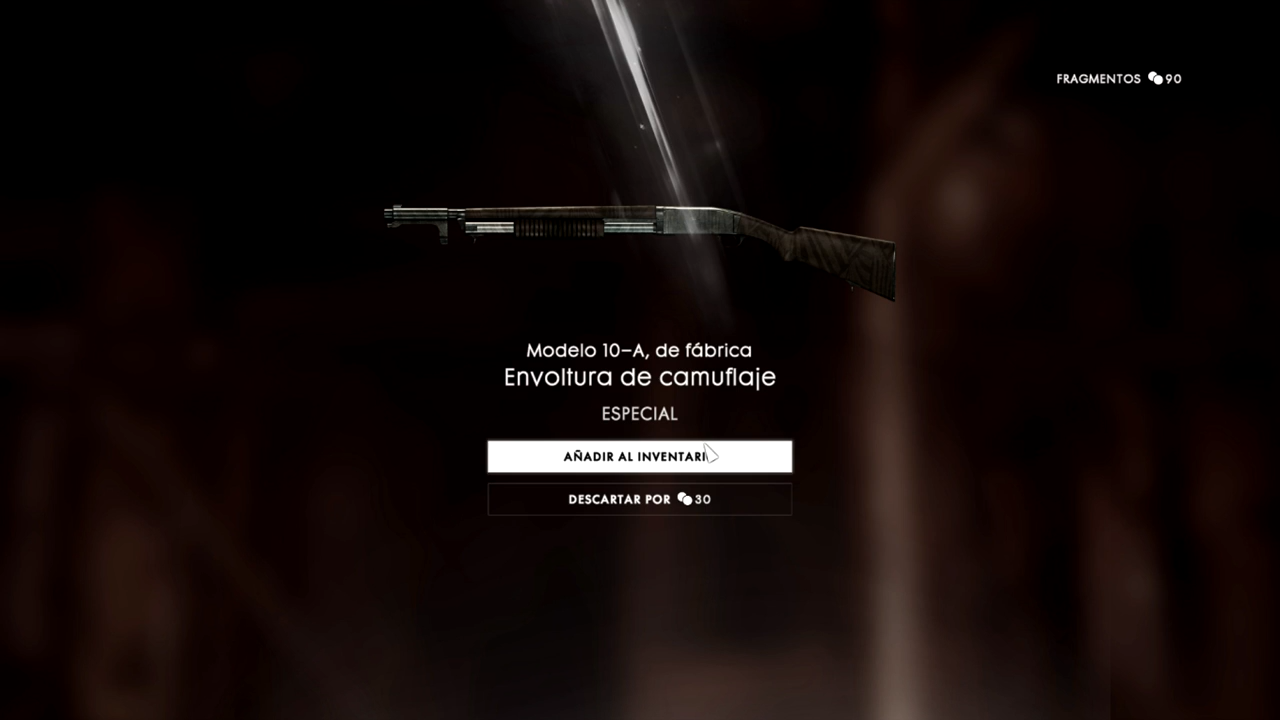 FRAGMENTOS 90
Modelo 10-A, de fábrica
Envoltura de camuflaje
ESPECIAL
AÑADIR AL INVENTARI
DESCARTAR POR 30